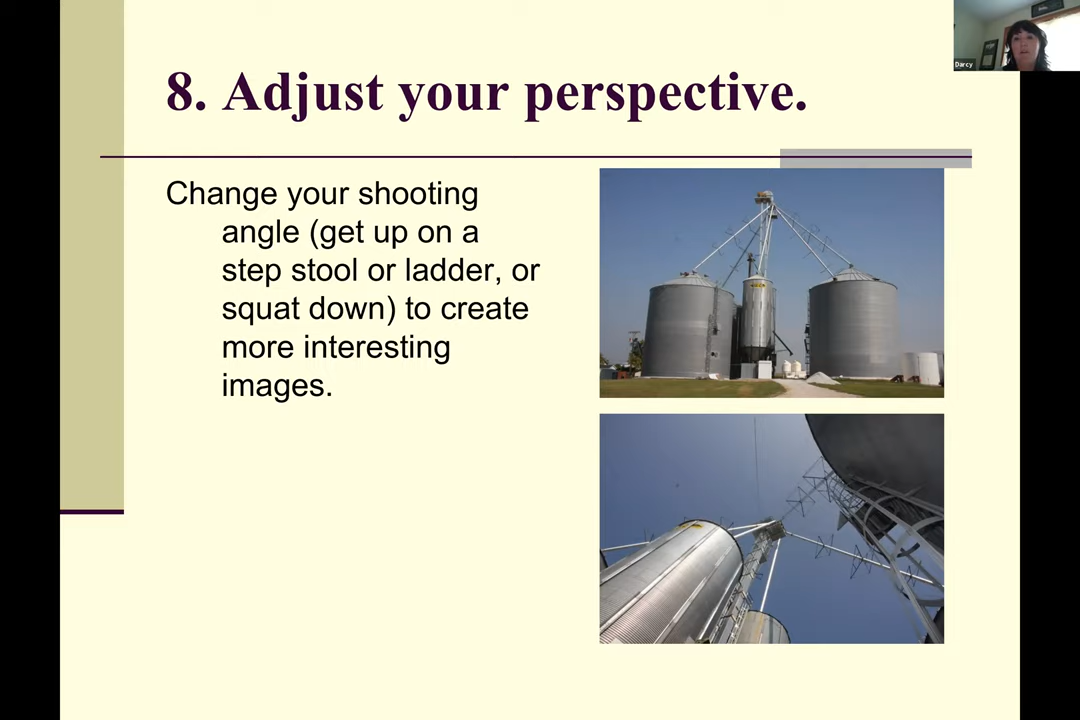 8. Adjust your perspective.
Change your shooting
angle (get up on a
step stool or ladder, or
squat down) to create
more interesting
images.
Darcy